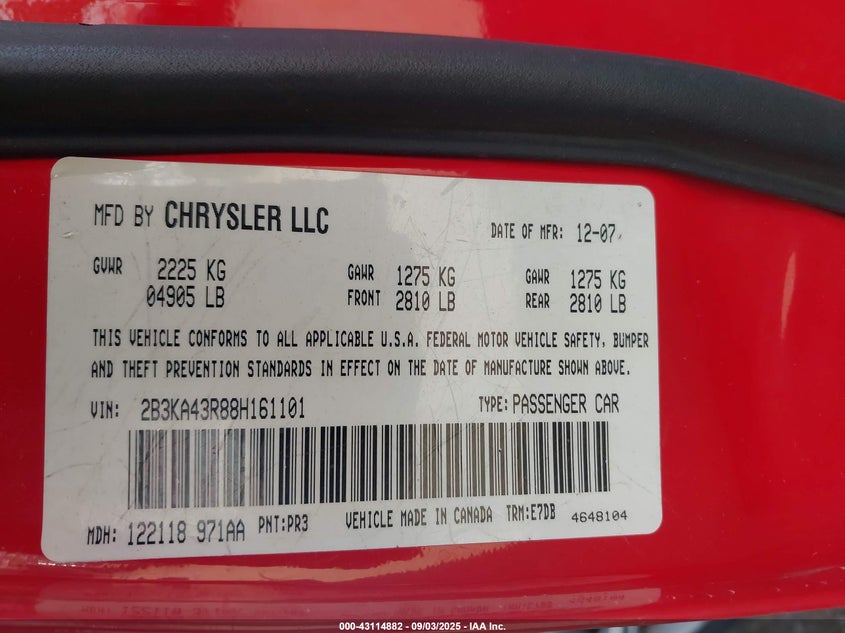 MFD BY CHRYSLER LLC DATE OF MFR: 12-07
GVWR 2225 KG GAWR 1275 KG GAWR 1275 KG
04905 LB FRONT 2810 LB REAR 2810 LB
THIS VEHICLE CONFORMS TO ALL APPLICABLE U.S.A. FEDERAL MOTOR VEHICLE SAFETY, BUMPER
AND THEFT PREVENTION STANDARDS IN EFFECT ON THE DATE OF MANUFACTURE SHOWN ABOVE.
VIN: 2B3KA43R88H161101 TYPE: PASSENGER CAR
MDH: 122118 971AA PNT:PR3 VEHICLE MADE IN CANADA TRM:E7DB 4648104
000-43114882 - 09/03/2025 - IAA Inc.